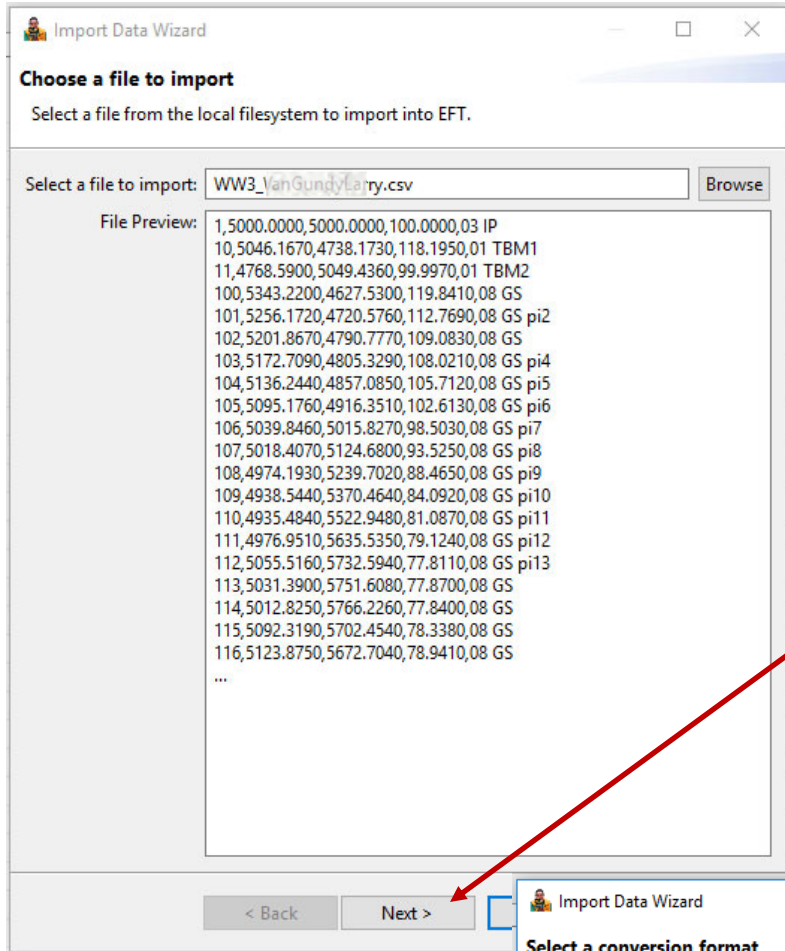 Import Data Wizard
Choose a file to import
Select a file from the local filesystem to import into EFT.
Select a file to import: WW3_VanGundyLarry.csv Browse
File Preview:
1,5000.0000,5000.0000,100.0000,03 IP
10,5046.1670,4738.1730,118.1950,01 TBM1
11,4768.5900,5049.4360,99.9970,01 TBM2
100,5343.2200,4627.5300,119.8410,08 GS
101,5256.1720,4720.5760,112.7690,08 GS pi2
102,5201.8670,4790.7770,109.0830,08 GS
103,5172.7090,4805.3290,108.0210,08 GS pi4
104,5136.2440,4857.0850,105.7120,08 GS pi5
105,5095.1760,4916.3510,102.6130,08 GS pi6
106,5039.8460,5015.8270,98.5030,08 GS pi7
107,5018.4070,5124.6800,93.5250,08 GS pi8
108,4974.1930,5239.7020,88.4650,08 GS pi9
109,4938.5440,5370.4640,84.0920,08 GS pi10
110,4935.4840,5522.9480,81.0870,08 GS pi11
111,4976.9510,5635.5350,79.1240,08 GS pi12
112,5055.5160,5732.5940,77.8110,08 GS pi13
113,5031.3900,5751.6080,77.8700,08 GS
114,5012.8250,5766.2260,77.8400,08 GS
115,5092.3190,5702.4540,78.3380,08 GS
116,5123.8750,5672.7040,78.9410,08 GS
...
< Back Next >
Import Data Wizard
Select a conversion format